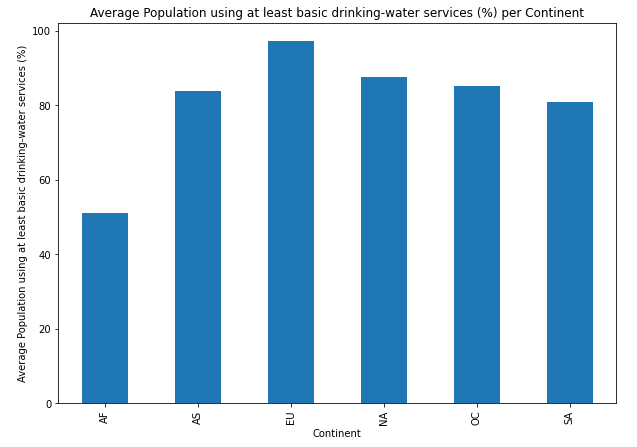 Average Population using at least basic drinking-water services (%) per Continent
Average Population using at least basic drinking-water services (%)
100
80
60
40
20
0
AF
AS
EU
NA
OC
SA
Continent